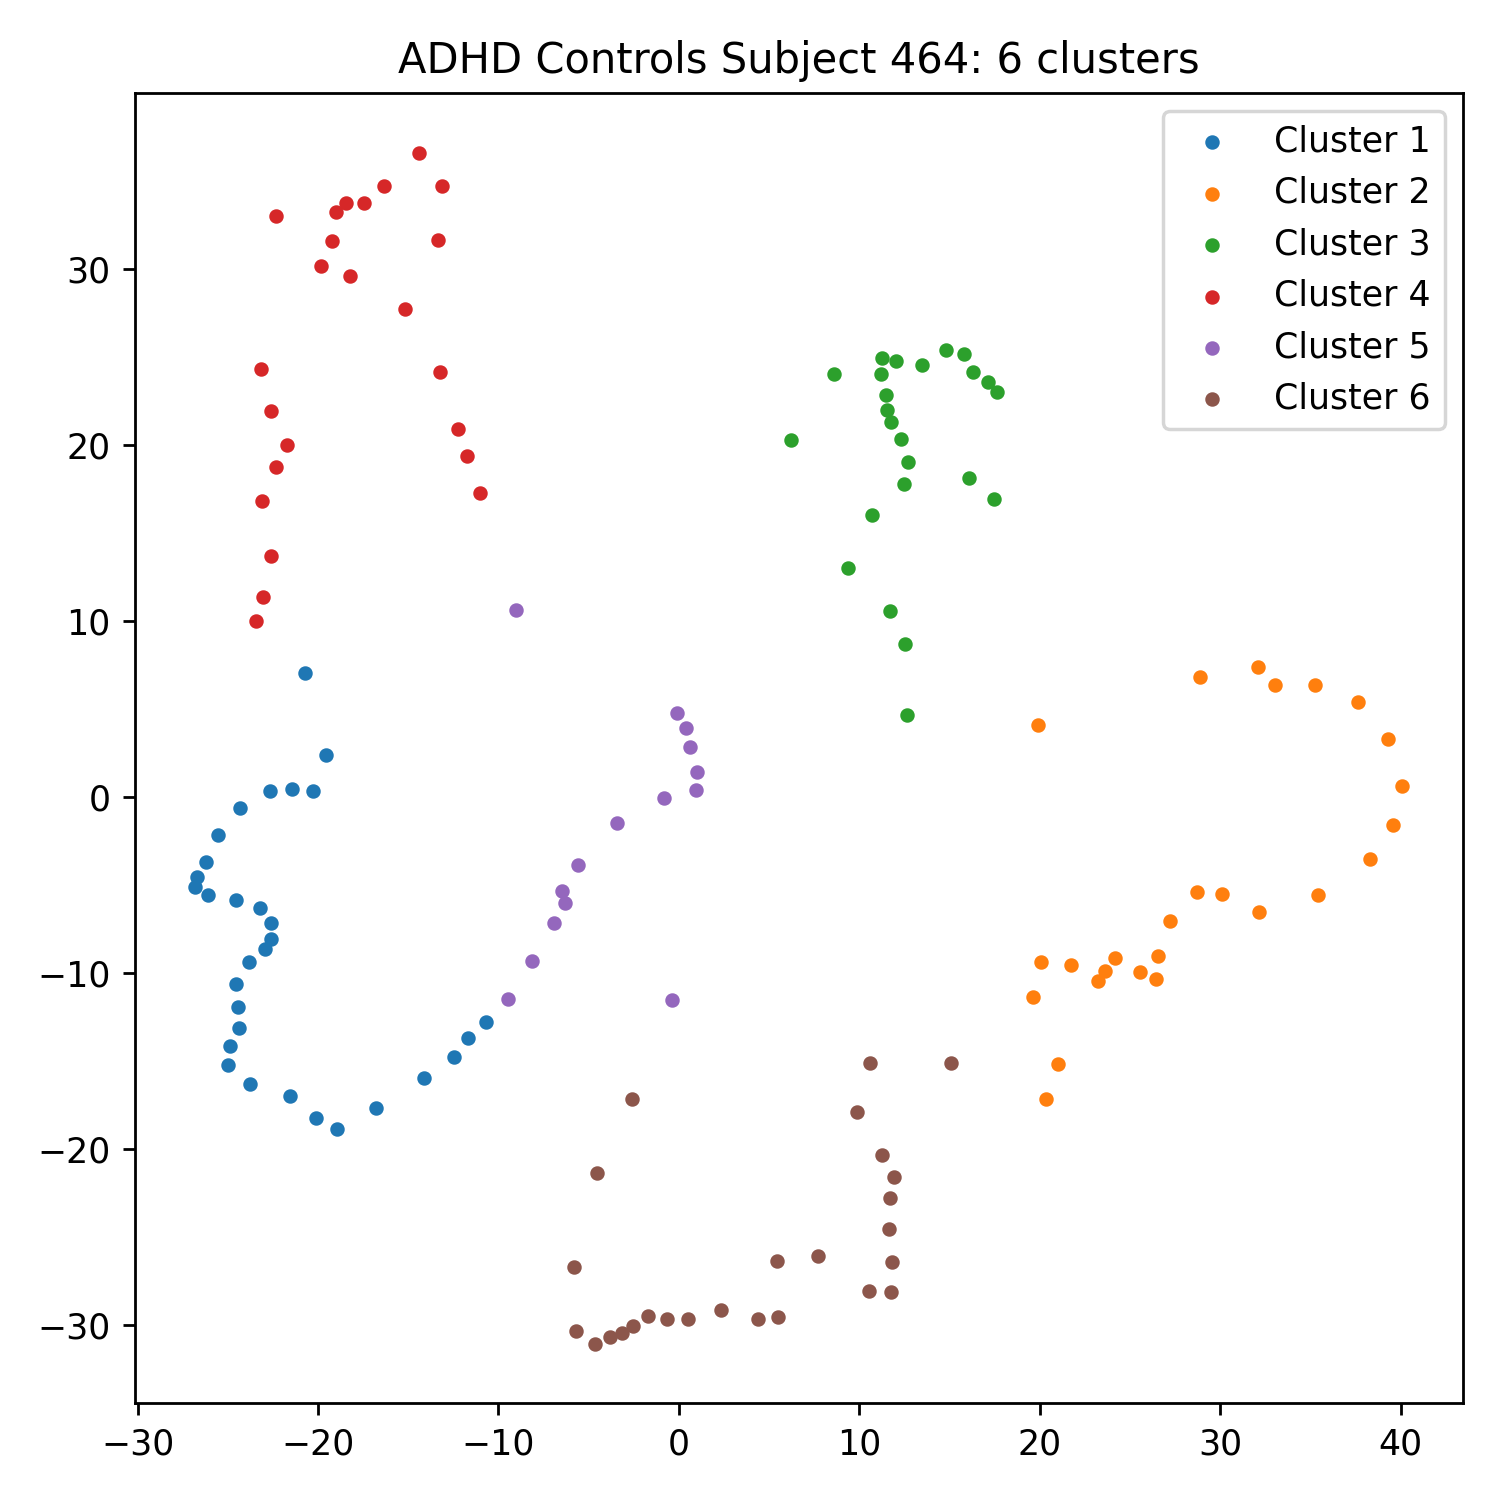 ADHD Controls Subject 464: 6 clusters
Cluster 1
Cluster 2
Cluster 3
Cluster 4
Cluster 5
Cluster 6
30
20
10
0
−10
−20
−30
−30 −20 −10 0 10 20 30 40